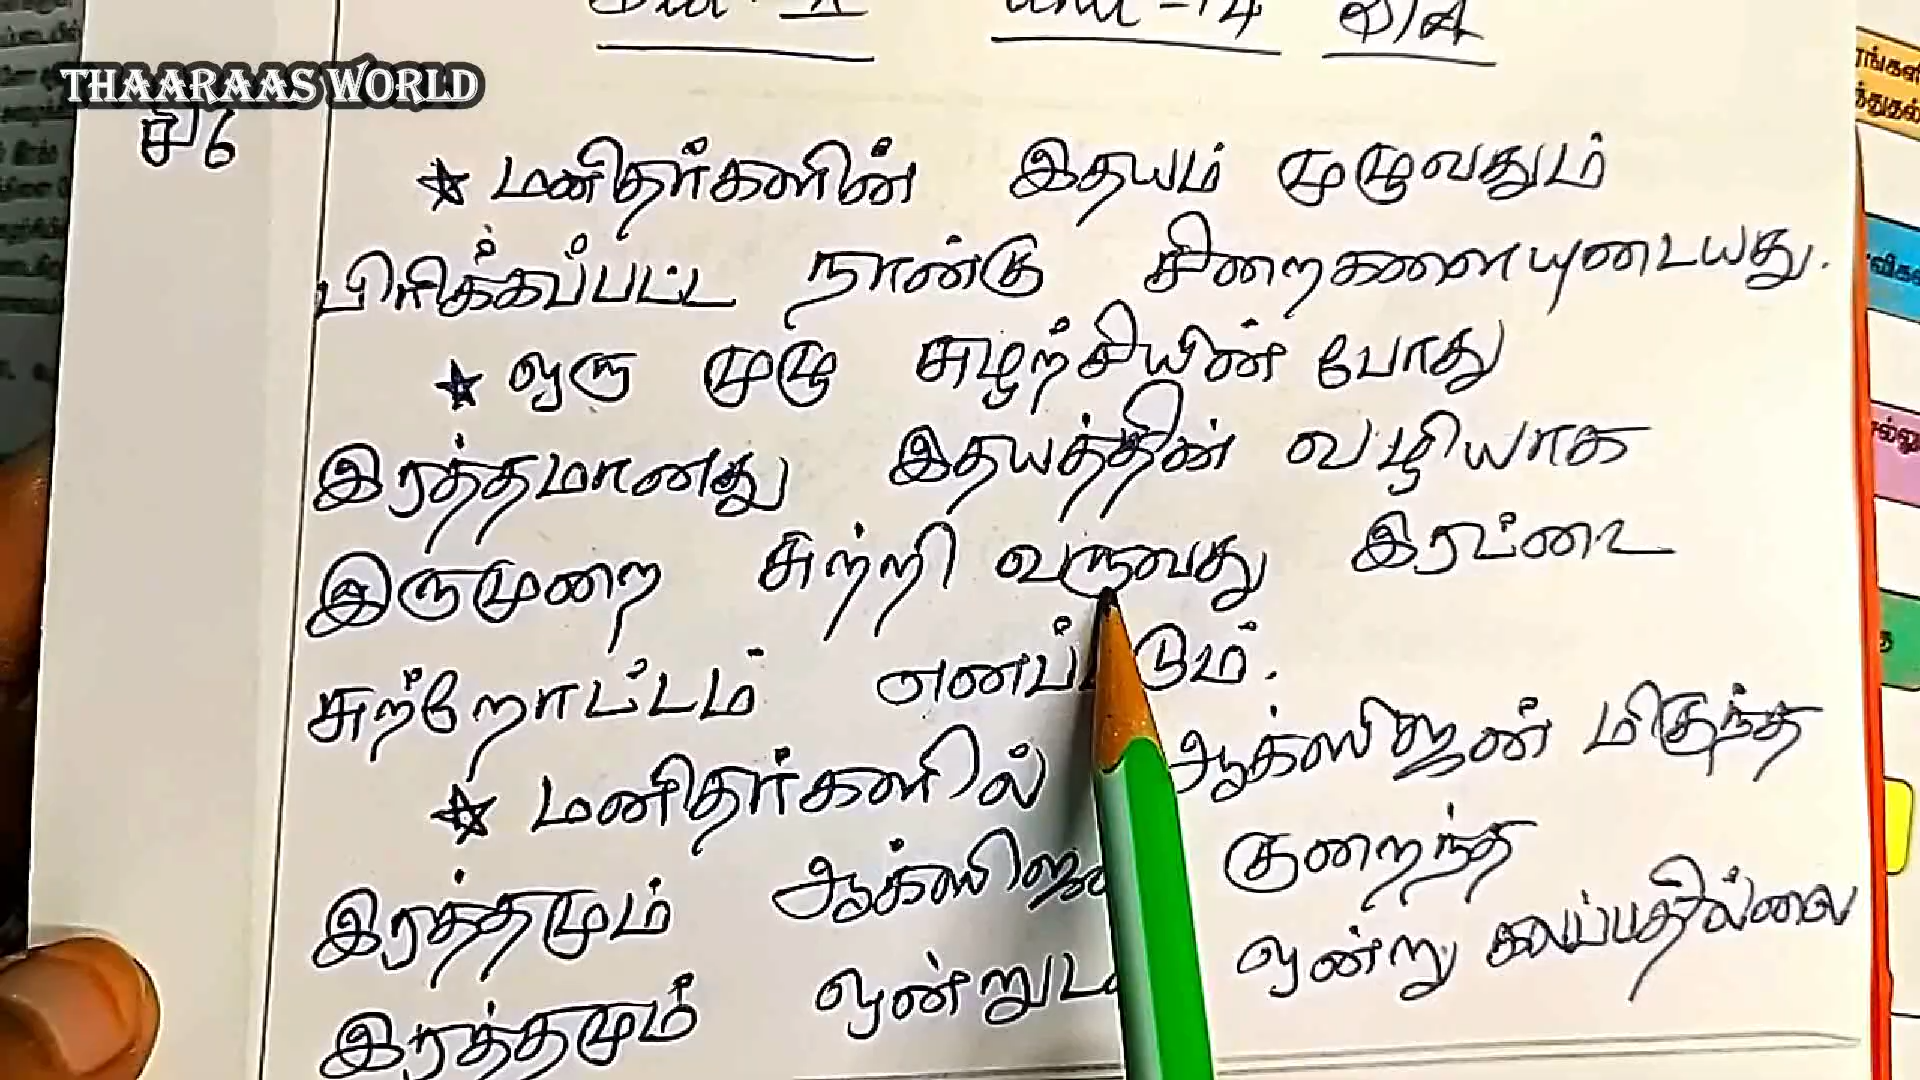 THAARAAS WORLD
* மனிதர்களின் இதயம் முழுவதும்
பிரிக்கப்பட்ட நான்கு சிறைகளையுடையது.
* ஒரு முழு சுழற்சியின் போது
இரத்தமானது இதயத்தின் வழியாக
இருமுறை சுற்றி வருவது இரட்டை
சுற்றோட்டம் எனப்படும்.
* மனிதர்களில் ஆக்ஸிஜன் மிகுந்த
இரத்தமும் ஆக்ஸிஜன் குறைந்த
இரத்தமும் ஒன்றுடன் ஒன்று கலப்பதில்லை